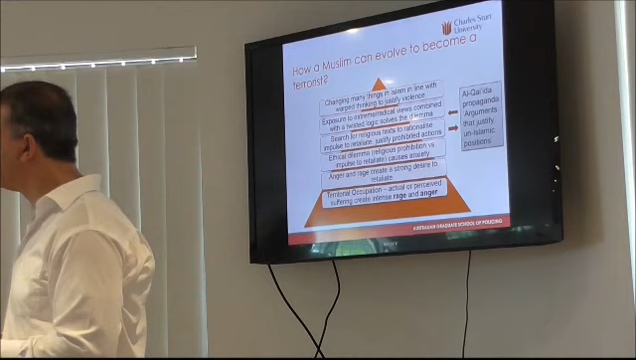 Charles Sturt
University
How a Muslim can evolve to become a
terrorist?
Changing many things in Islam in line with
warped thinking to justify violence
Exposure to extreme/radical views combined
with a twisted logic solves the dilemma
Search for religious texts to rationalise
impulse to retaliate, justify prohibited actions
Ethical dilemma (religious prohibition vs
impulse to retaliate) causes anxiety
Anger and rage create a strong desire to
retaliate
Territorial Occupation – actual or perceived
suffering create intense rage and anger
Al-Qai'ida
propaganda
Arguments
that justify
un-Islamic
positions
AUSTRALIAN GRADUATE SCHOOL OF POLICING